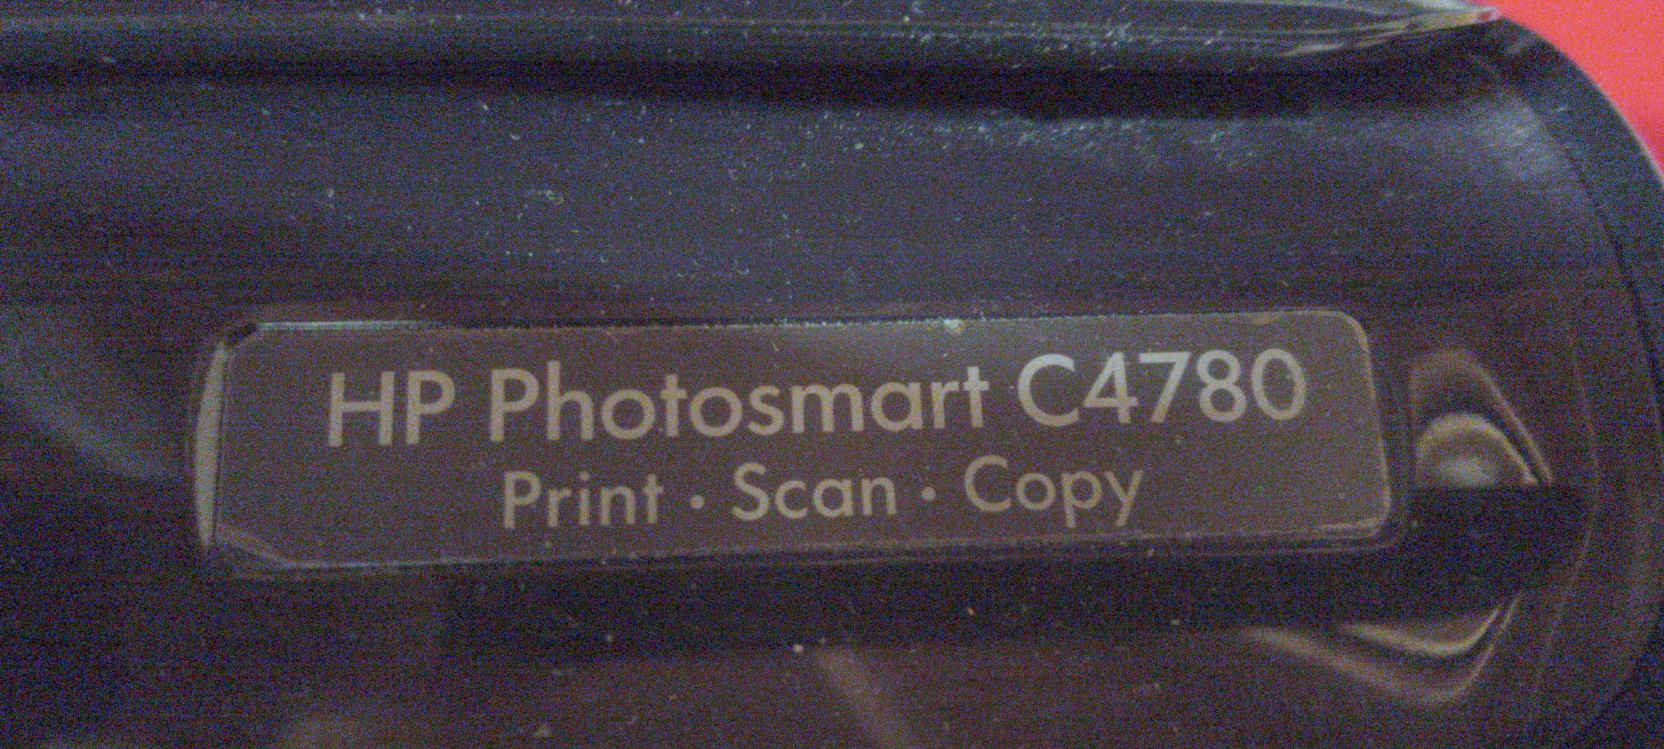 HP Photosmart C4780
Print · Scan · Copy